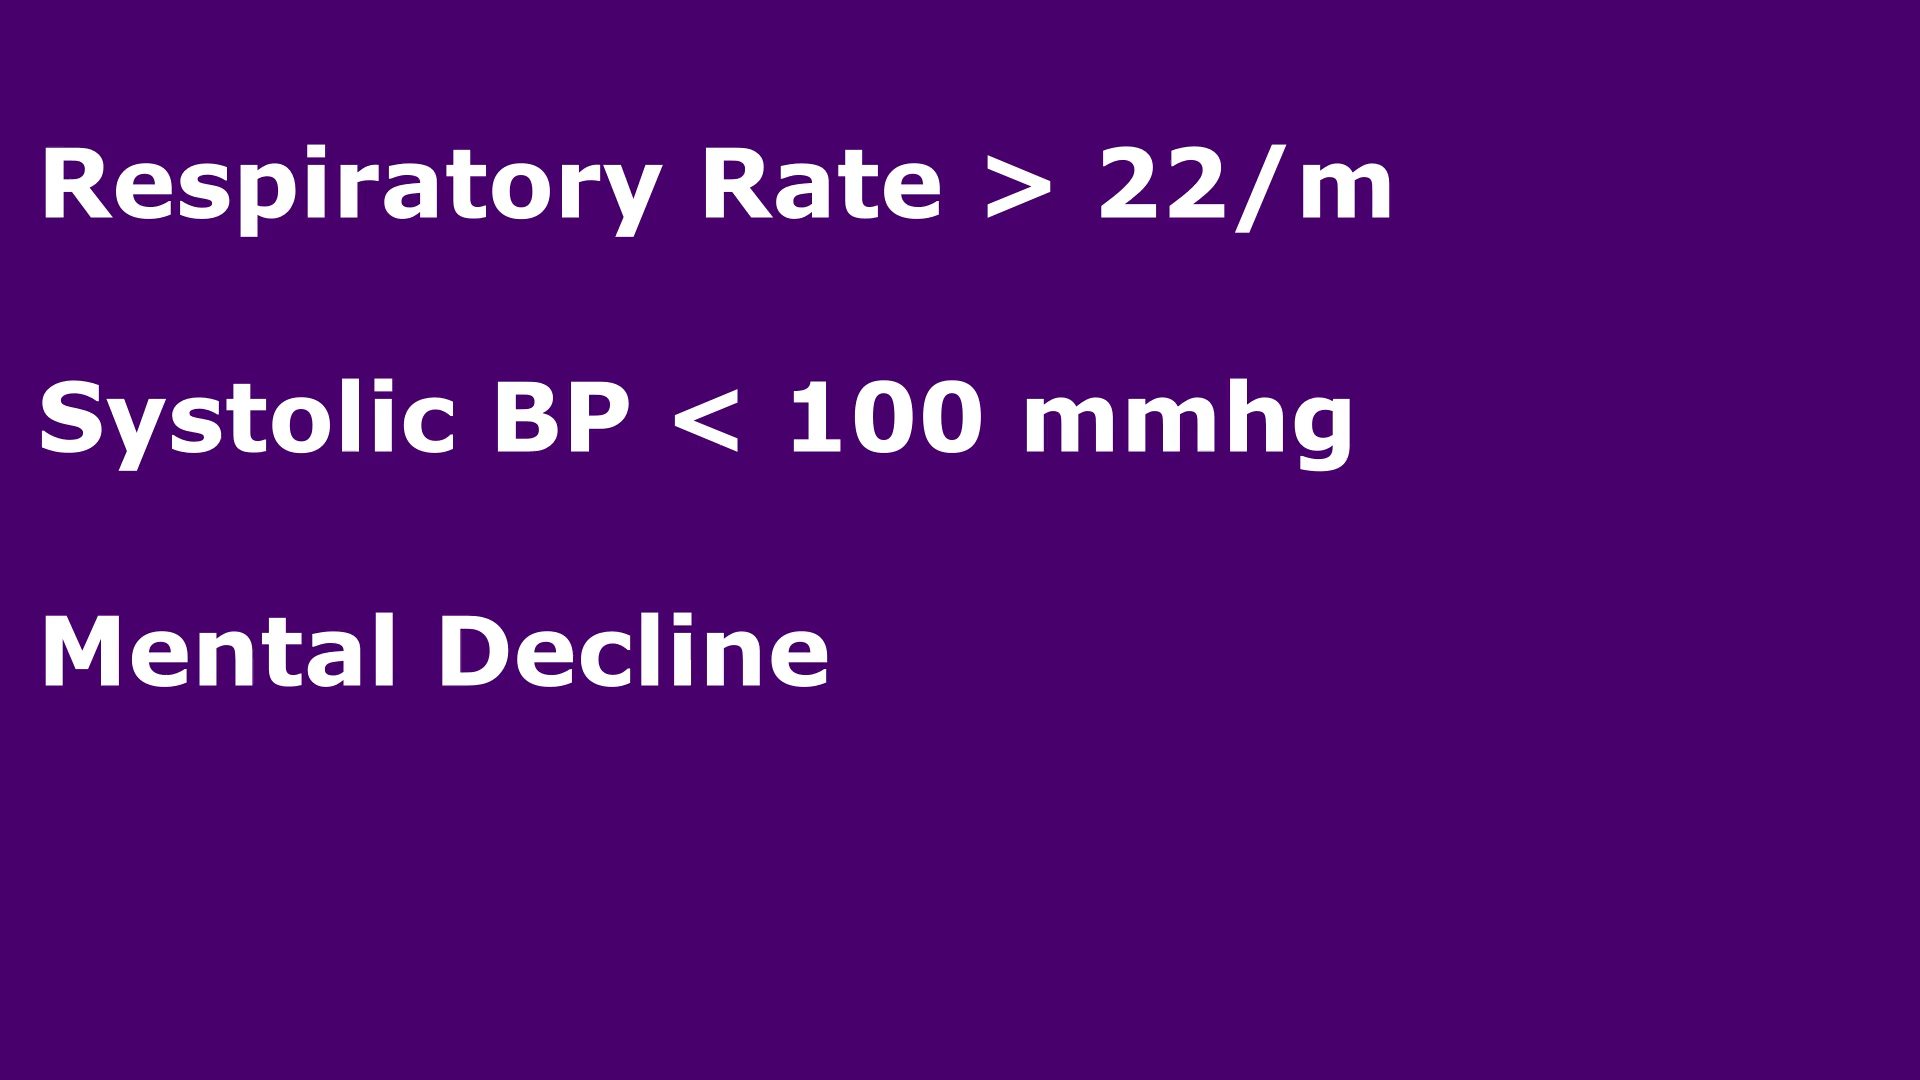 Respiratory Rate > 22/m
Systolic BP < 100 mmhg
Mental Decline